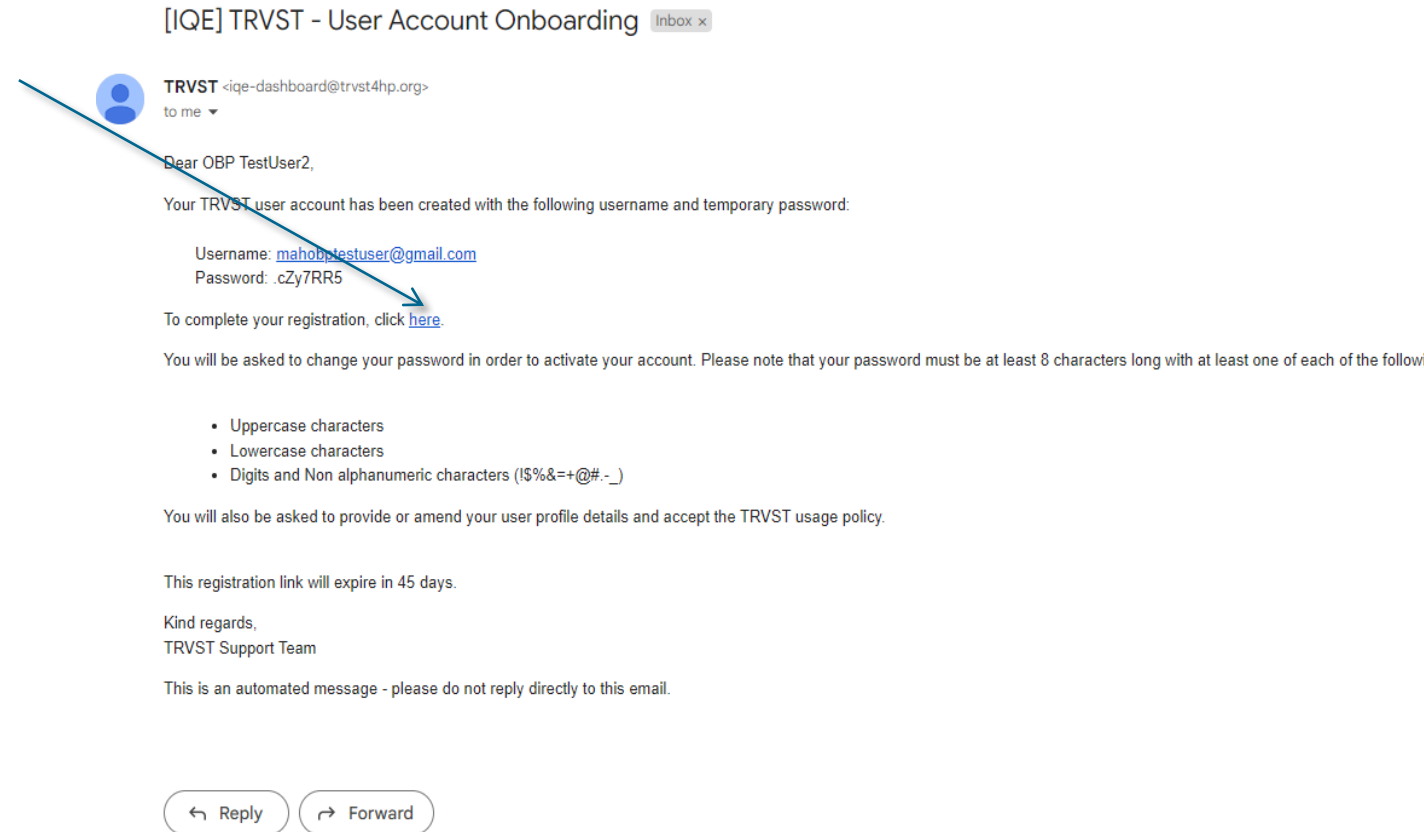 [IQE] TRVST - User Account Onboarding Inbox x
TRVST <iqe-dashboard@trvst4hp.org>
to me
Dear OBP TestUser2,
Your TRVST user account has been created with the following username and temporary password:
Username: mahobptestuser@gmail.com
Password: .cZy7RR5
To complete your registration, click here.
You will be asked to change your password in order to activate your account. Please note that your password must be at least 8 characters long with at least one of each of the followi
• Uppercase characters
• Lowercase characters
• Digits and Non alphanumeric characters (!$%&=+@#.-_)
You will also be asked to provide or amend your user profile details and accept the TRVST usage policy.
This registration link will expire in 45 days.
Kind regards,
TRVST Support Team
This is an automated message - please do not reply directly to this email.
Reply Forward